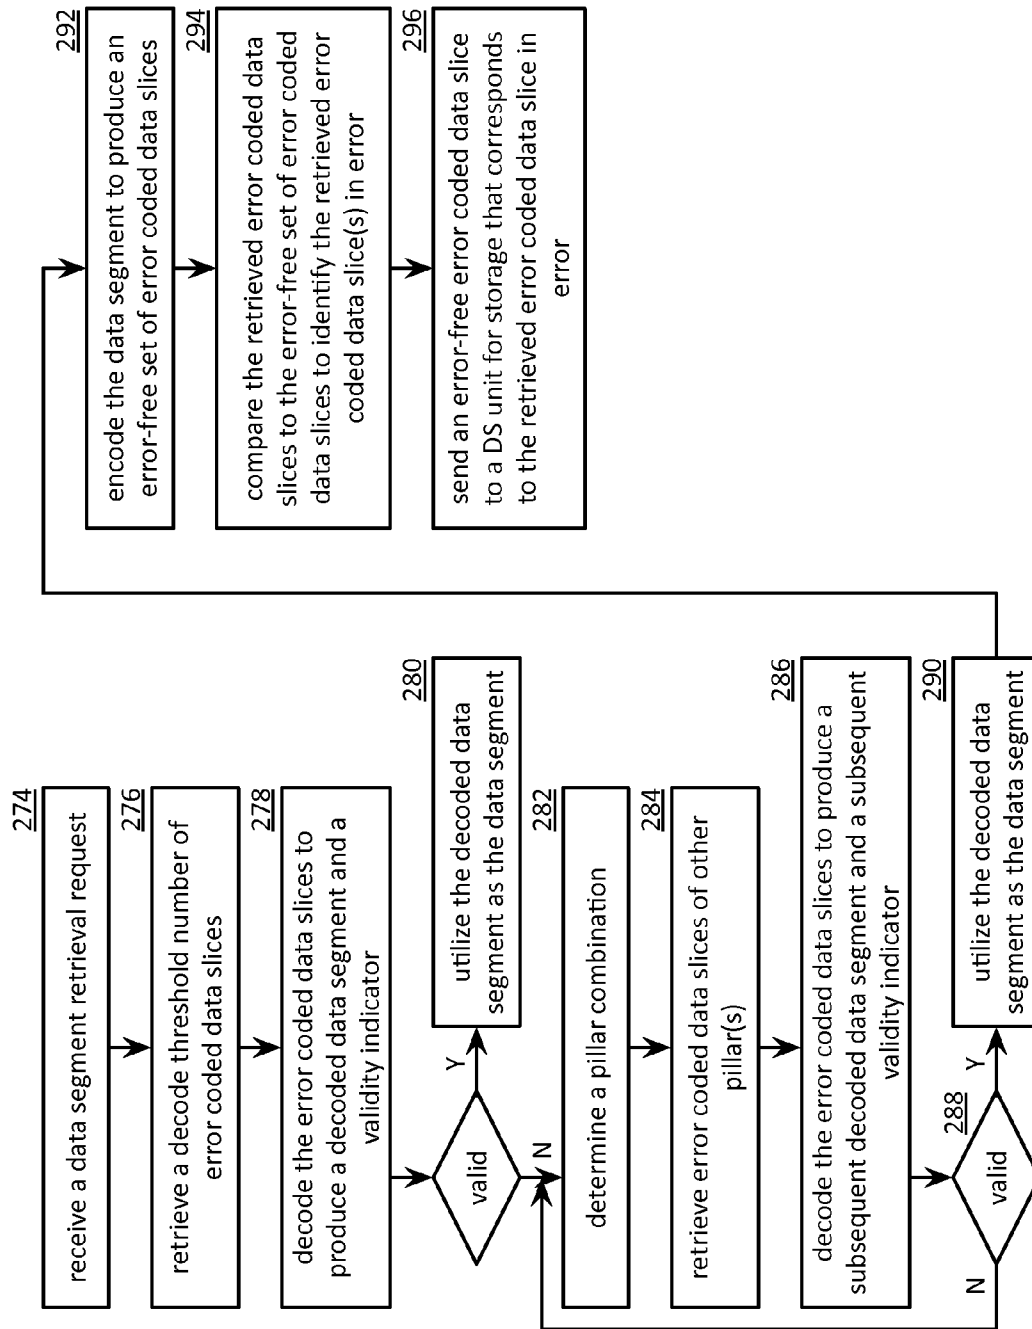 274
receive a data segment retrieval request
276
retrieve a decode threshold number of
error coded data slices
278
decode the error coded data slices to
produce a decoded data segment and a
validity indicator
valid
Y
N
280
utilize the decoded data
segment as the data segment
282
determine a pillar combination
284
retrieve error coded data slices of other
pillar(s)
286
decode the error coded data slices to produce a
subsequent decoded data segment and a subsequent
validity indicator
288
valid
N
Y
290
utilize the decoded data
segment as the data segment
292
encode the data segment to produce an
error-free set of error coded data slices
294
compare the retrieved error coded data
slices to the error-free set of error coded
data slices to identify the retrieved error
coded data slice(s) in error
296
send an error-free error coded data slice
to a DS unit for storage that corresponds
to the retrieved error coded data slice in
error